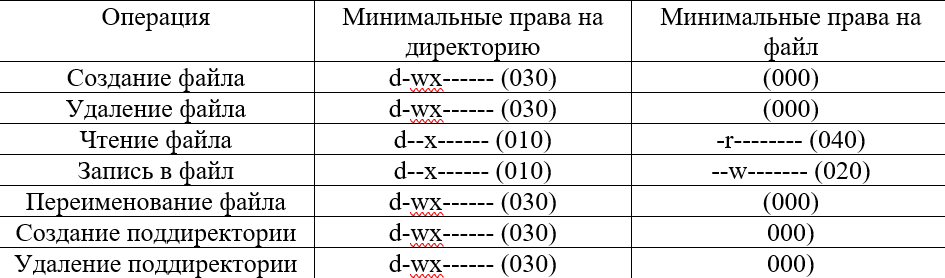 Операция Минимальные права на директорию Минимальные права на файл
Создание файла d-wx------ (030) (000)
Удаление файла d-wx------ (030) (000)
Чтение файла d--x------ (010) -r-------- (040)
Запись в файл d--x------ (010) --w------- (020)
Переименование файла d-wx------ (030) (000)
Создание поддиректории d-wx------ (030) 000)
Удаление поддиректории d-wx------ (030) 000)